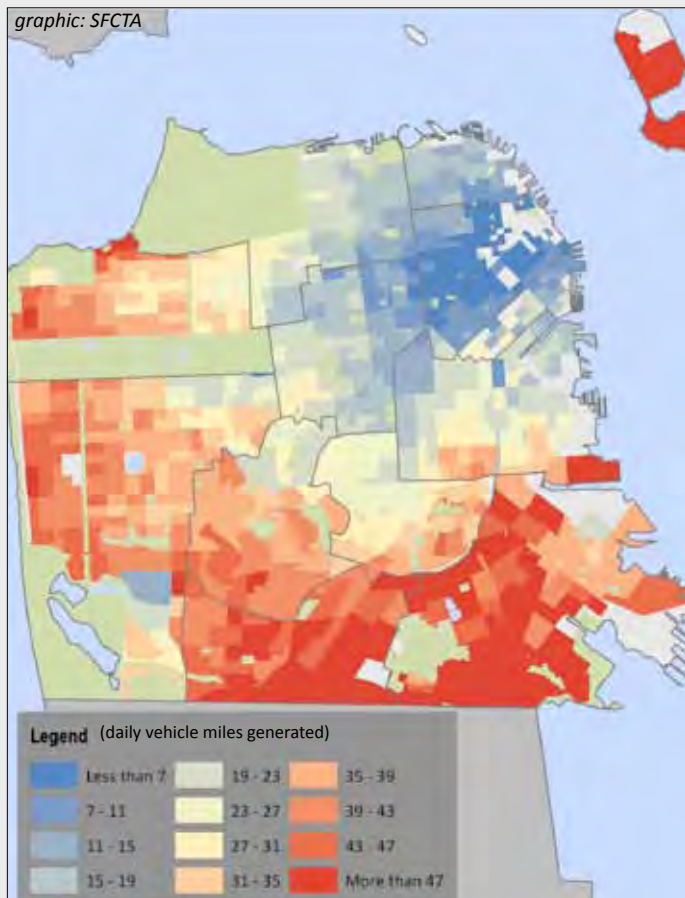 graphic: SFCTA
Legend (daily vehicle miles generated)
Less than 7
7 - 11
11 - 15
15 - 19
19 - 23
23 - 27
27 - 31
31 - 35
35 - 39
39 - 43
43 - 47
More than 47